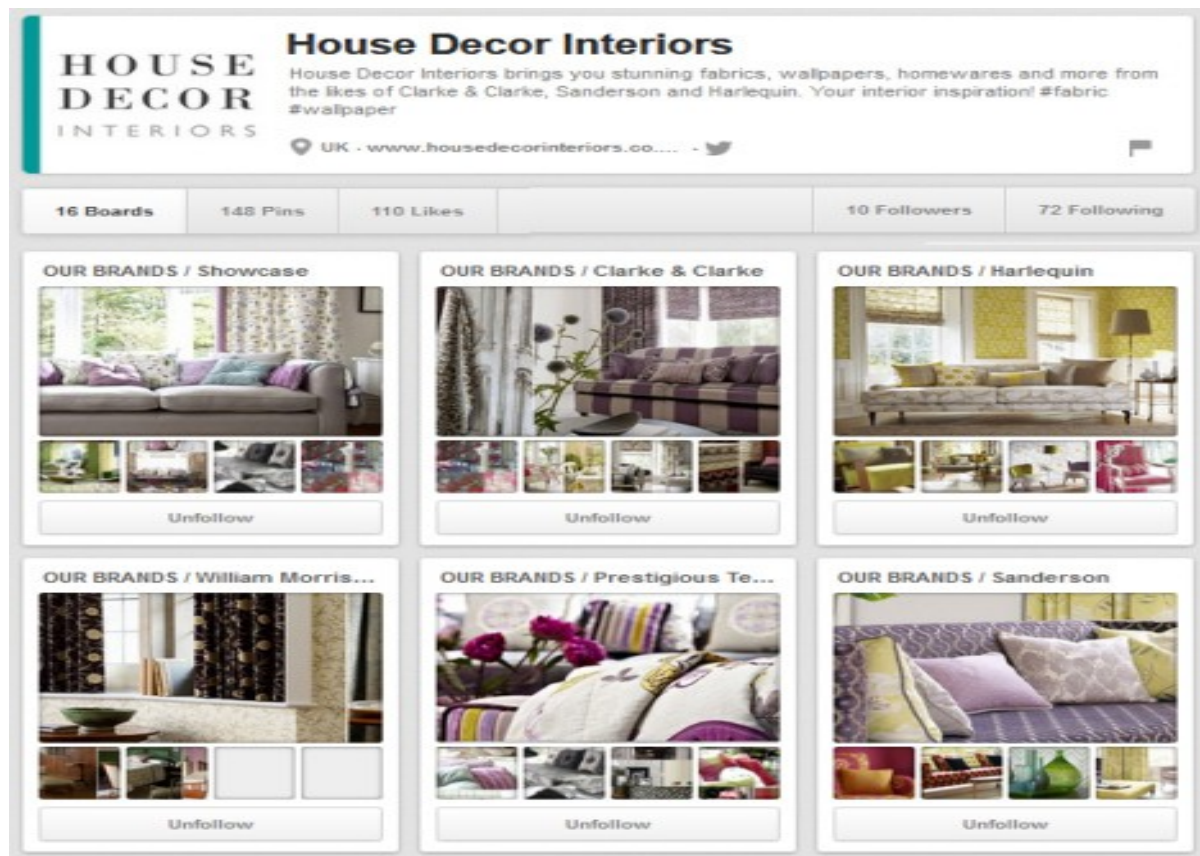 HOUSE
DECOR
INTERIORS
House Decor Interiors
House Decor Interiors brings you stunning fabrics, wallpapers, homewares and more from
the likes of Clarke & Clarke, Sanderson and Harlequin. Your interior inspiration! #fabric
#wallpaper
UK · www.housedecorinteriors.co.... ·
16 Boards 148 Pins 110 Likes 10 Followers 72 Following
OUR BRANDS / Showcase
OUR BRANDS / Clarke & Clarke
OUR BRANDS / Harlequin
Unfollow
Unfollow
Unfollow
OUR BRANDS / William Morris...
OUR BRANDS / Prestigious Te...
OUR BRANDS / Sanderson
Unfollow
Unfollow
Unfollow